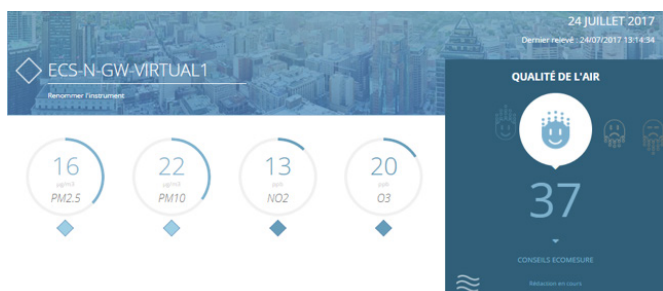 24 JUILLET 2017
Dernier relevé : 24/07/2017 13:14:34
ECS-N-GW-VIRTUAL1
Renommer l'instrument
QUALITÉ DE L'AIR
16
µg/m3
PM2.5
22
µg/m3
PM10
13
ppb
NO2
20
ppb
O3
37
CONSEILS ECOMESURE
Rédaction en cours